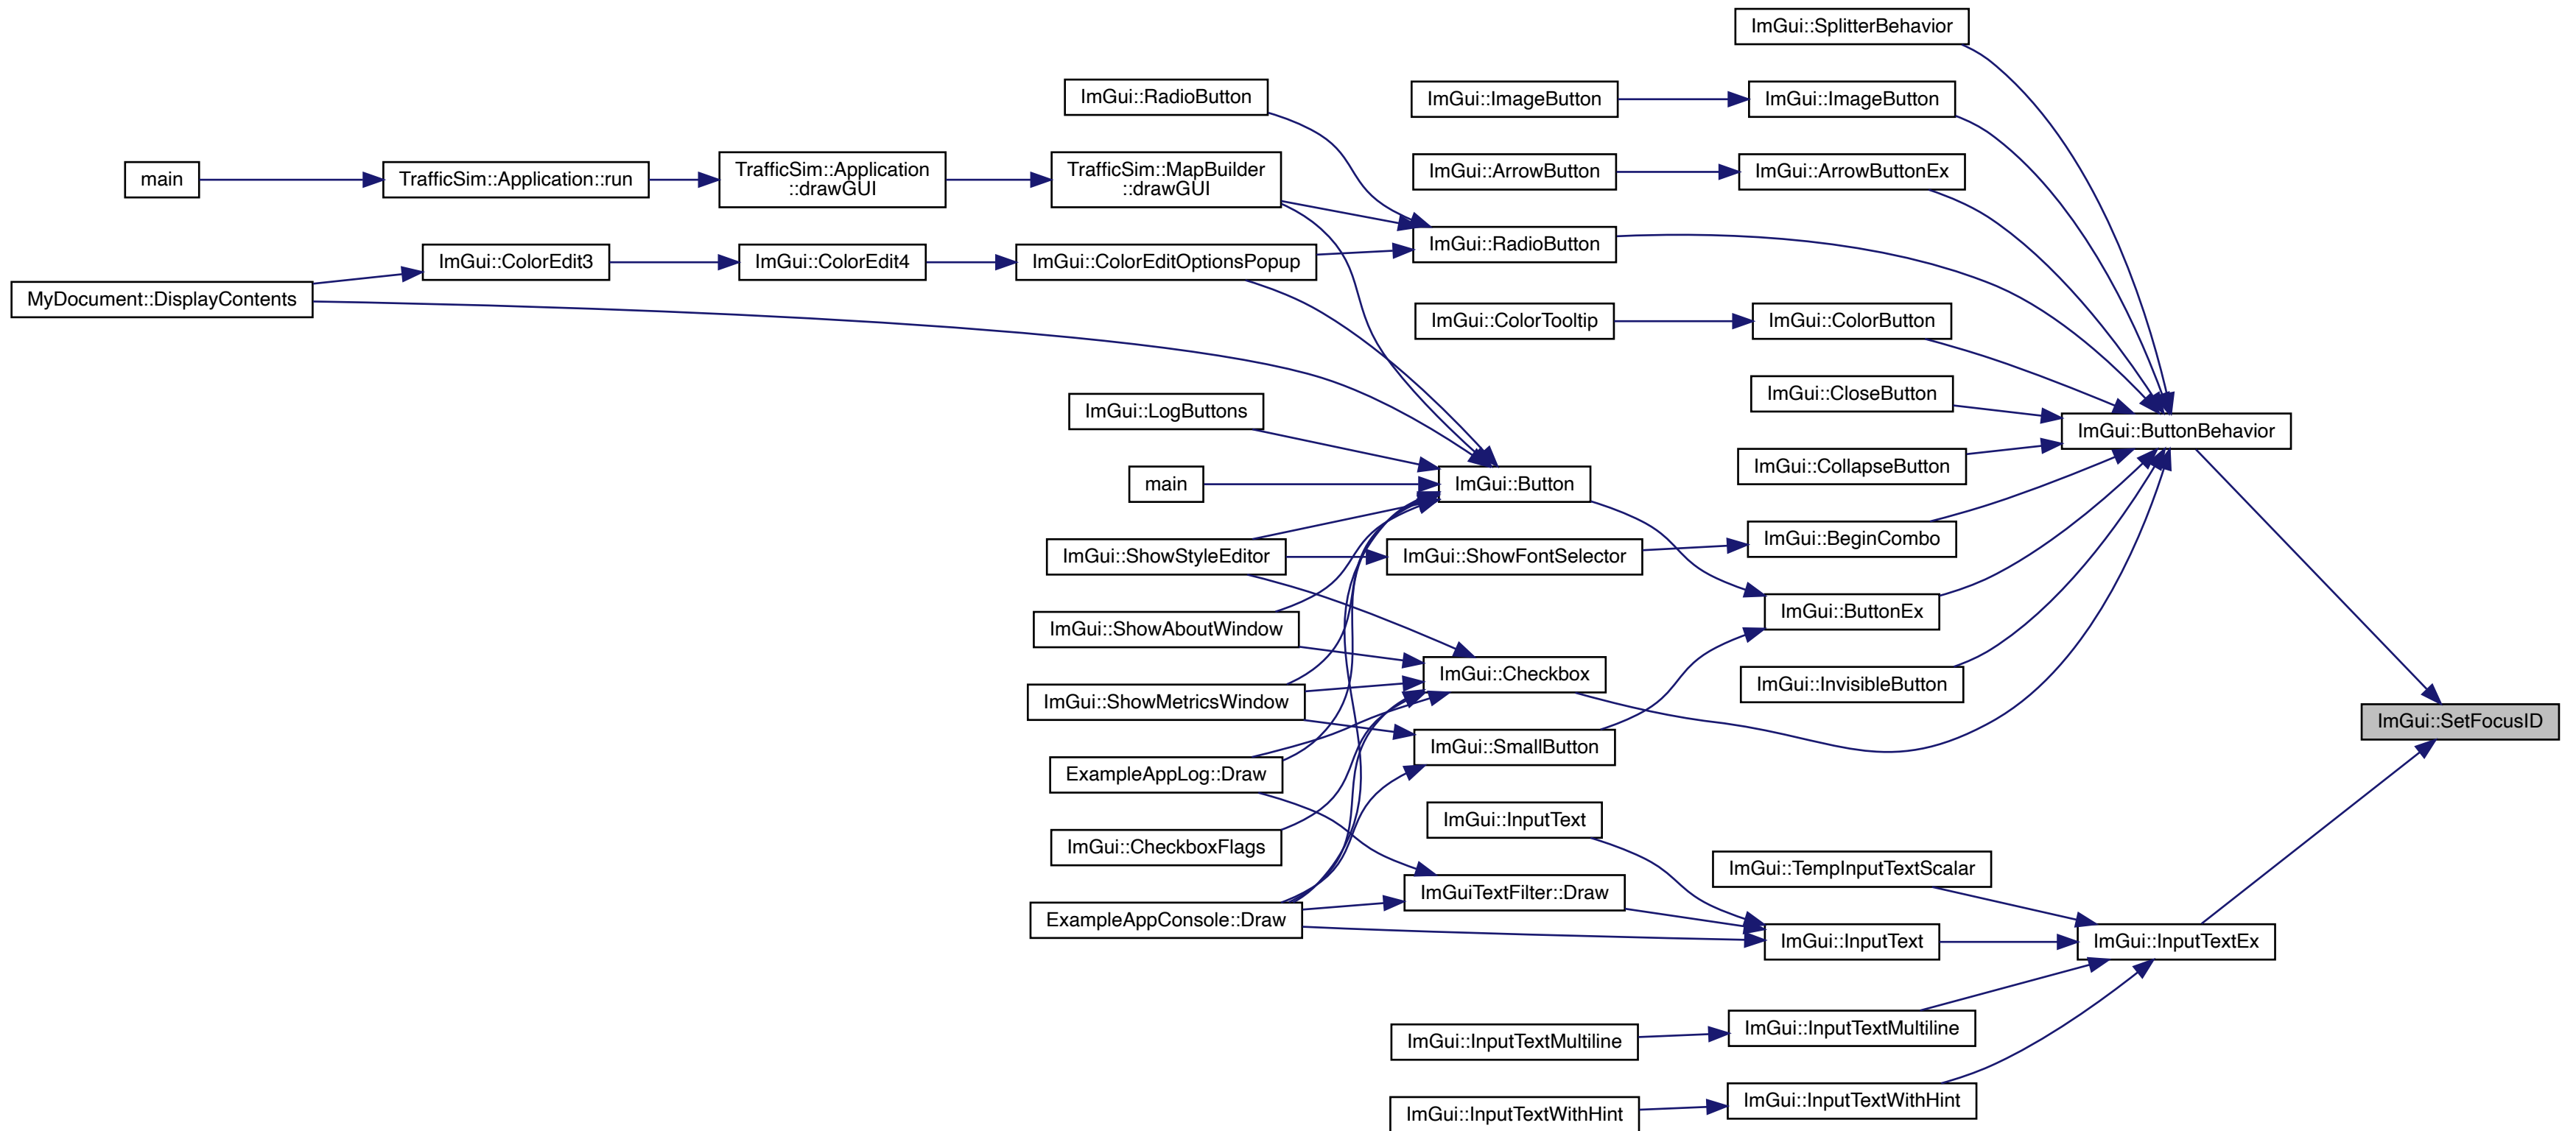 ImGui::SplitterBehavior
ImGui::RadioButton
ImGui::ImageButton
ImGui::ImageButton
main
TrafficSim::Application::run
TrafficSim::Application
::drawGUI
TrafficSim::MapBuilder
::drawGUI
ImGui::ArrowButton
ImGui::ArrowButtonEx
ImGui::RadioButton
MyDocument::DisplayContents
ImGui::ColorEdit3
ImGui::ColorEdit4
ImGui::ColorEditOptionsPopup
ImGui::ColorTooltip
ImGui::ColorButton
ImGui::CloseButton
ImGui::LogButtons
ImGui::ButtonBehavior
ImGui::CollapseButton
main
ImGui::Button
ImGui::BeginCombo
ImGui::ShowStyleEditor
ImGui::ShowFontSelector
ImGui::ButtonEx
ImGui::ShowAboutWindow
ImGui::Checkbox
ImGui::InvisibleButton
ImGui::ShowMetricsWindow
ImGui::SetFocusID
ImGui::SmallButton
ExampleAppLog::Draw
ImGui::InputText
ImGui::CheckboxFlags
ImGui::TempInputTextScalar
ImGuiTextFilter::Draw
ExampleAppConsole::Draw
ImGui::InputText
ImGui::InputTextEx
ImGui::InputTextMultiline
ImGui::InputTextMultiline
ImGui::InputTextWithHint
ImGui::InputTextWithHint